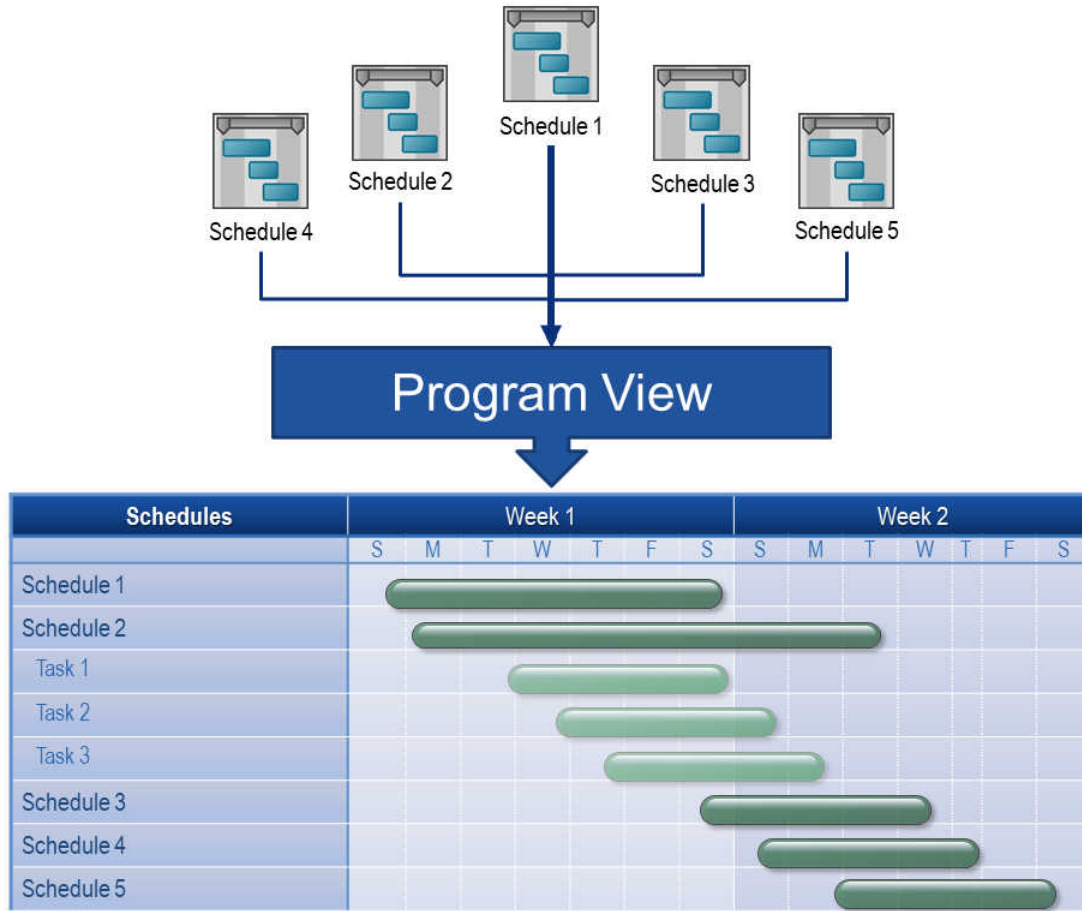 Schedule 1
Schedule 2
Schedule 3
Schedule 4
Schedule 5
Program View
Schedules Week 1 Week 2
S M T W T F S S M T W T F S
Schedule 1
Schedule 2
Task 1
Task 2
Task 3
Schedule 3
Schedule 4
Schedule 5